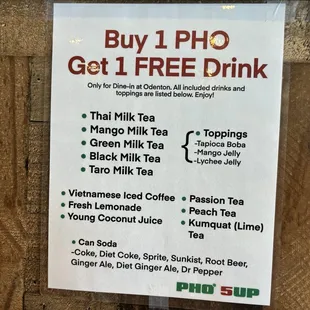 Buy 1 PHO
Get 1 FREE Drink
Only for Dine-in at Odenton. All included drinks and
toppings are listed below. Enjoy!
• Thai Milk Tea
• Mango Milk Tea
• Green Milk Tea
• Black Milk Tea
• Taro Milk Tea
• Toppings
-Tapioca Boba
-Mango Jelly
-Lychee Jelly
• Vietnamese Iced Coffee
• Fresh Lemonade
• Young Coconut Juice
• Passion Tea
• Peach Tea
• Kumquat (Lime)
Tea
• Can Soda
-Coke, Diet Coke, Sprite, Sunkist, Root Beer,
Ginger Ale, Diet Ginger Ale, Dr Pepper
PHO 5UP